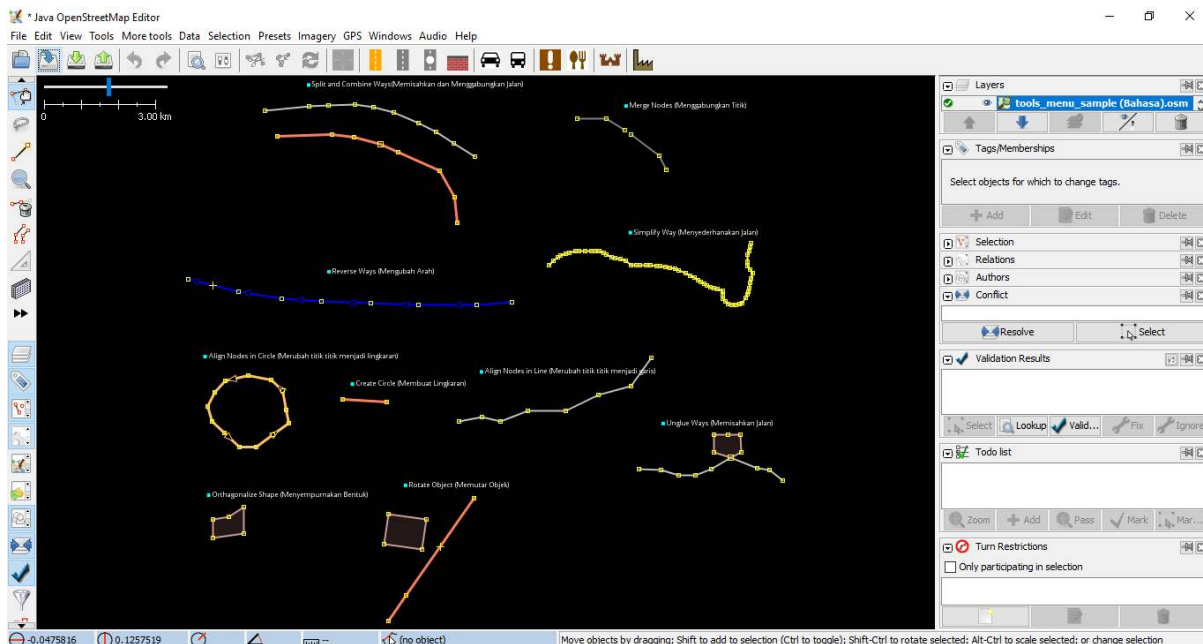 * Java OpenStreetMap Editor
File Edit View Tools More tools Data Selection Presets Imagery GPS Windows Audio Help
0 3.00 km
Split and Combine Ways(Memisahkan dan Menggabungkan Jalan)
Merge Nodes (Menggabungkan Titik)
Simplify Way (Menyederhanakan Jalan)
Reverse Ways (Mengubah Arah)
Align Nodes in Circle (Merubah titik titik menjadi lingkaran)
Create Circle (Membuat Lingkaran)
Align Nodes in Line (Merubah titik titik menjadi garis)
Unglue Ways (Memisahkan Jalan)
Orthagonalize Shape (Menyempurnakan Bentuk)
Rotate Object (Memutar Objek)
Layers
tools_menu_sample (Bahasa).osm
Tags/Memberships
Select objects for which to change tags.
Add Edit Delete
Selection
Relations
Authors
Conflict
Resolve Select
Validation Results
Select Lookup Valid... Fix Ignore
Todo list
Zoom Add Pass Mark Mar...
Turn Restrictions
Only participating in selection
-0.0475816 0.1257519 -- (no object) Move objects by dragging; Shift to add to selection (Ctrl to toggle); Shift-Ctrl to rotate selected; Alt-Ctrl to scale selected; or change selection